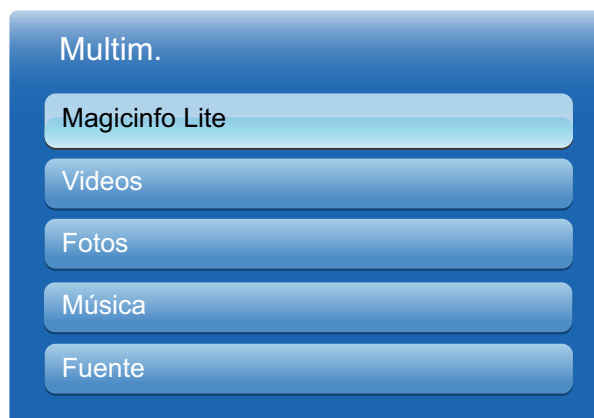 Multim.
Magicinfo Lite
Videos
Fotos
Música
Fuente